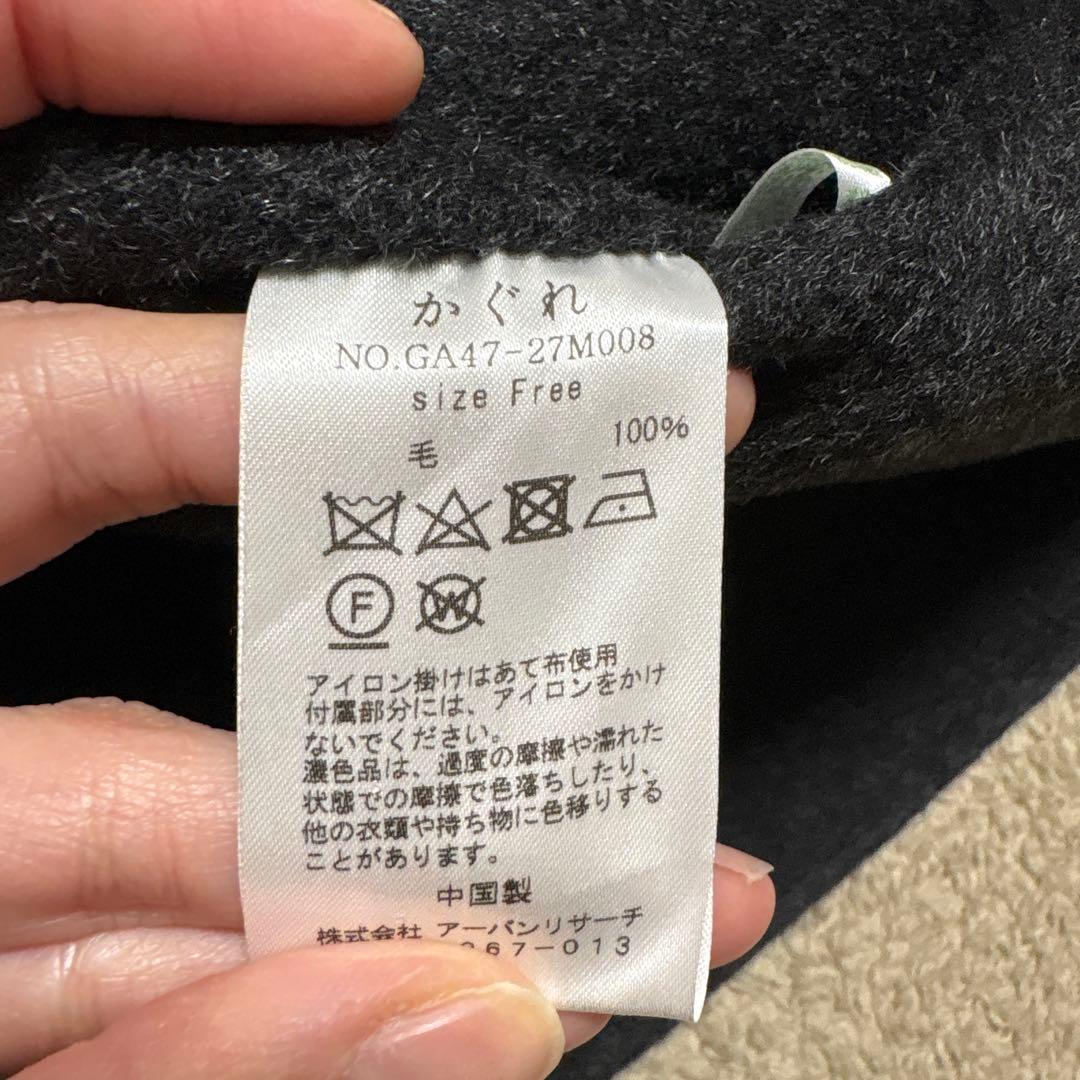 かぐれ
NO.GA47-27M008
size Free
毛 100%
F W
アイロン掛けはあて布使用
付属部分には、アイロンをかけ
ないでください。
濃色品は、過度の摩擦や濡れた
状態での摩擦で色落ちしたり、
他の衣類や持ち物に色移りする
ことがあります。
中国製
株式会社 アーバンリサーチ
267-013